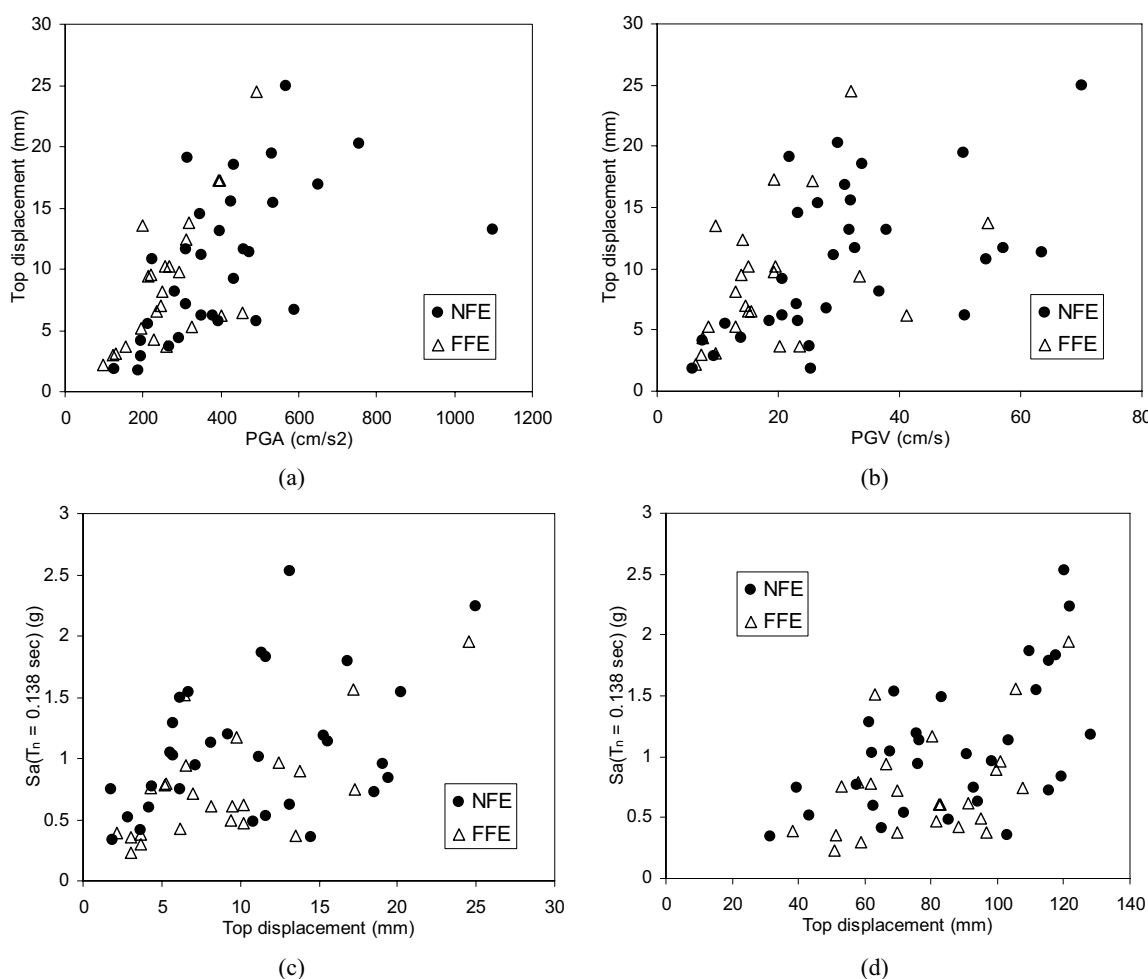 30
25
20
15
10
5
0
Top displacement (mm)
NFE
FFE
0 200 400 600 800 1000 1200
PGA (cm/s2)
(a)
30
25
20
15
10
5
0
Top displacement (mm)
NFE
FFE
0 20 40 60 80
PGV (cm/s)
(b)
3
2.5
2
1.5
1
0.5
0
Sa(Tn = 0.138 sec) (g)
NFE
FFE
0 5 10 15 20 25 30
Top displacement (mm)
(c)
3
2.5
2
1.5
1
0.5
0
Sa(Tn = 0.138 sec) (g)
NFE
FFE
0 20 40 60 80 100 120 140
Top displacement (mm)
(d)